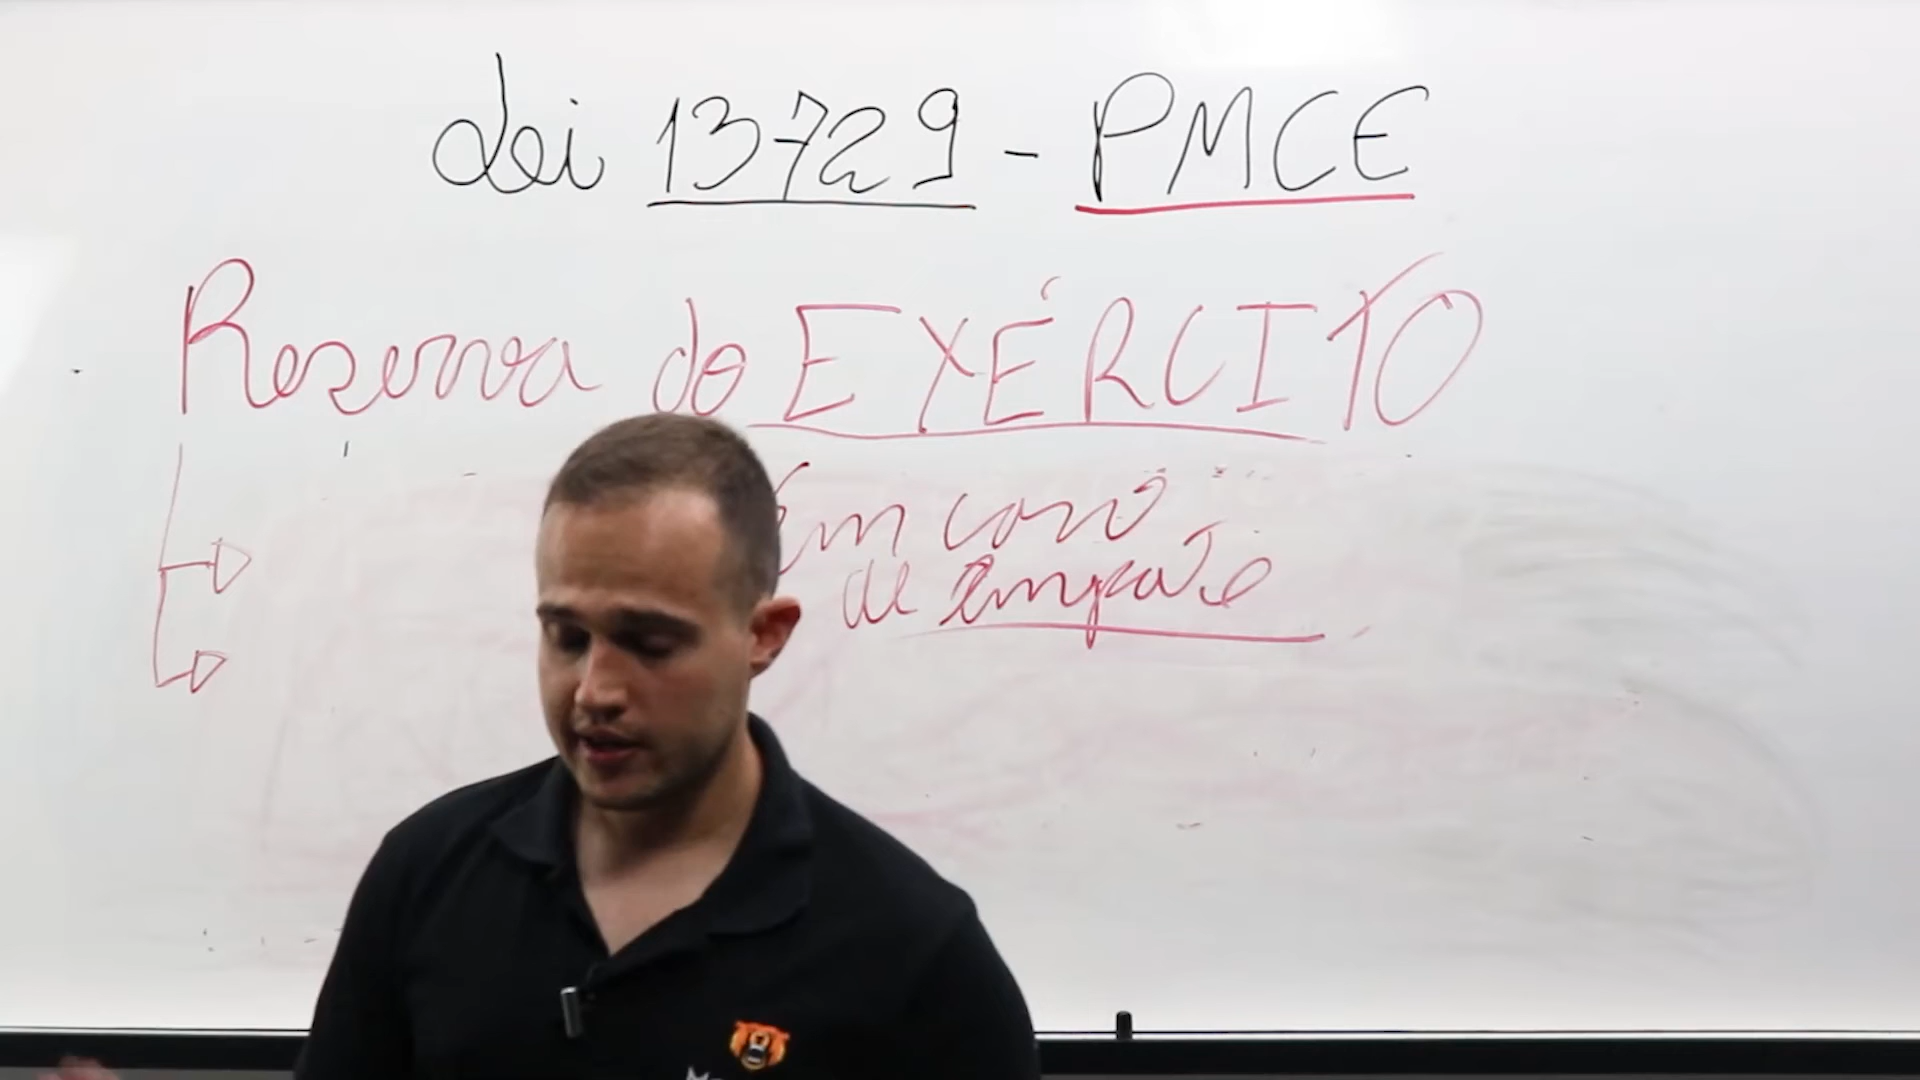 Lei 13729 - PMCE
Reserva do EXÉRCITO
Em caso
de empate